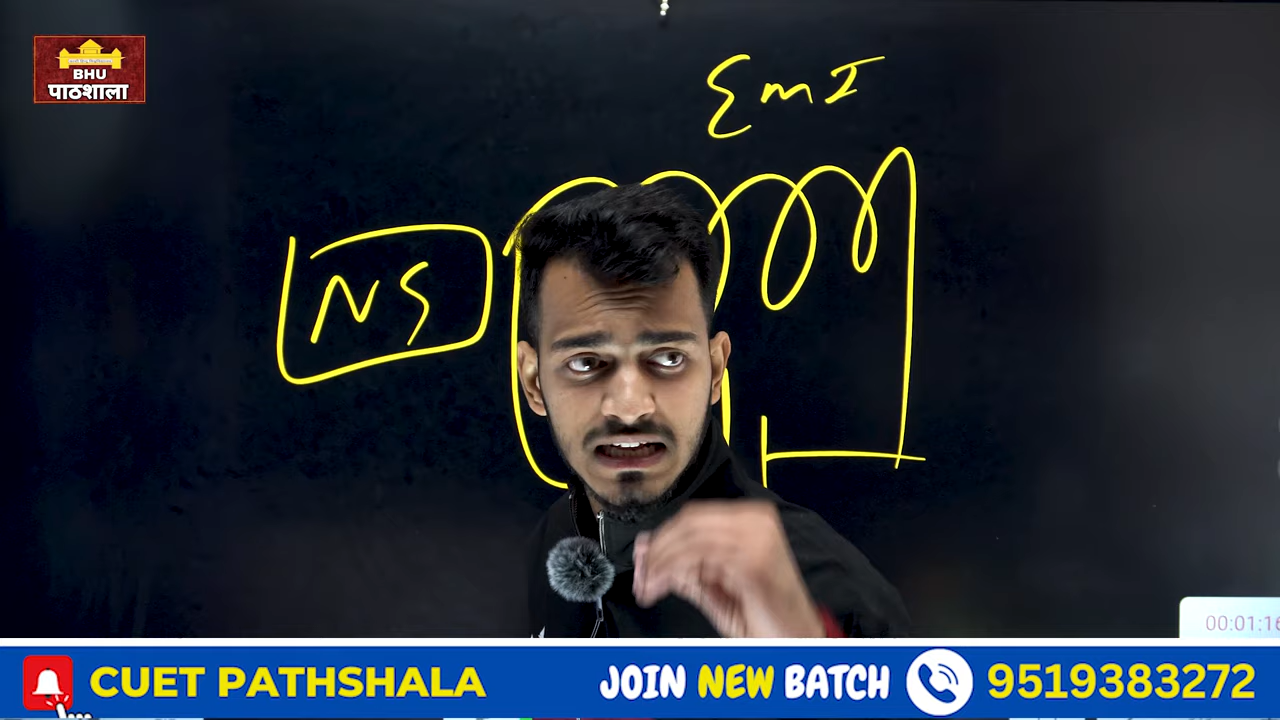 BHU
पाठशाला
EmI
NS
00:01:16
CUET PATHSHALA
JOIN NEW BATCH
9519383272